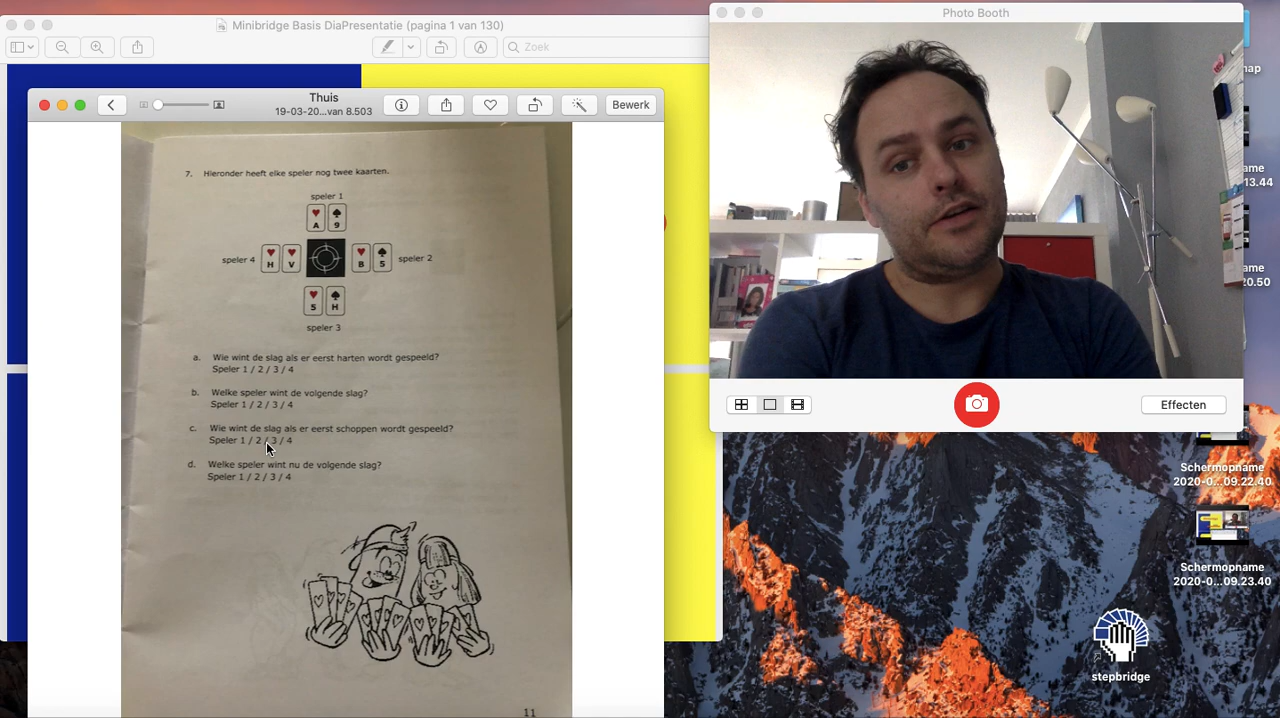 Minibridge Basis DiaPresentatie (pagina 1 van 130)
Zoek
Photo Booth
Thuis
19-03-20...van 8.503
Bewerk
7. Hieronder heeft elke speler nog twee kaarten.
speler 1
A 9
speler 4
H V
B 5
speler 2
5 H
speler 3
a. Wie wint de slag als er eerst harten wordt gespeeld?
Speler 1 / 2 / 3 / 4
b. Welke speler wint de volgende slag?
Speler 1 / 2 / 3 / 4
c. Wie wint de slag als er eerst schoppen wordt gespeeld?
Speler 1 / 2 / 3 / 4
d. Welke speler wint nu de volgende slag?
Speler 1 / 2 / 3 / 4
11
Effecten
13.44
20.50
Schermopname
2020-0...09.22.40
Schermopname
2020-0...09.23.40
stepbridge